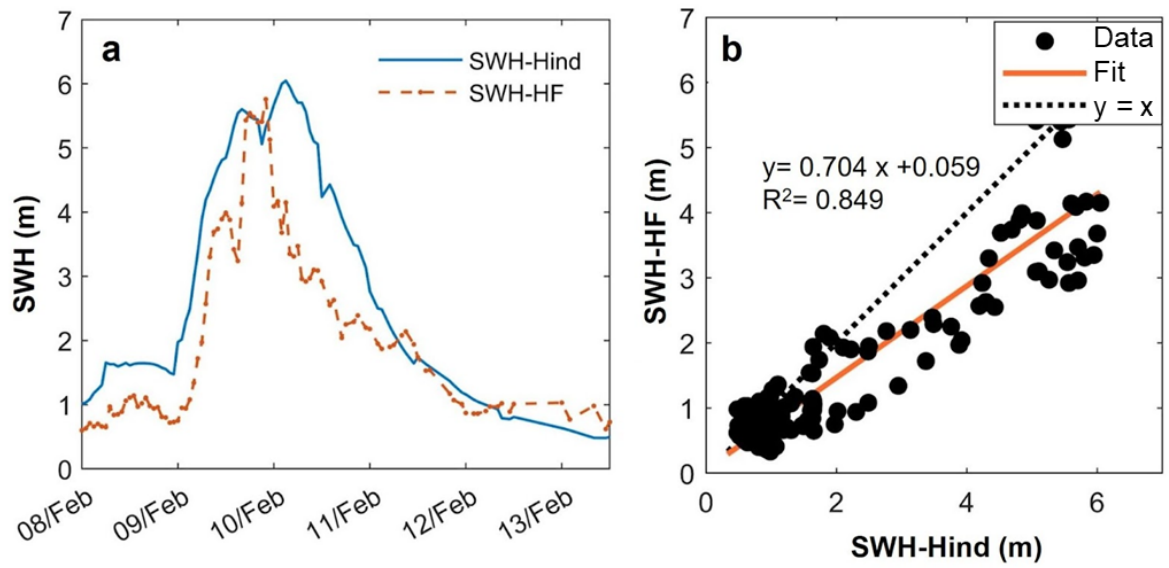 a
SWH-Hind
SWH-HF
SWH (m)
7
6
5
4
3
2
1
0
08/Feb
09/Feb
10/Feb
11/Feb
12/Feb
13/Feb
b
Data
Fit
y = x
y= 0.704 x +0.059
R²= 0.849
SWH-HF (m)
7
6
5
4
3
2
1
0
0
2
4
6
SWH-Hind (m)